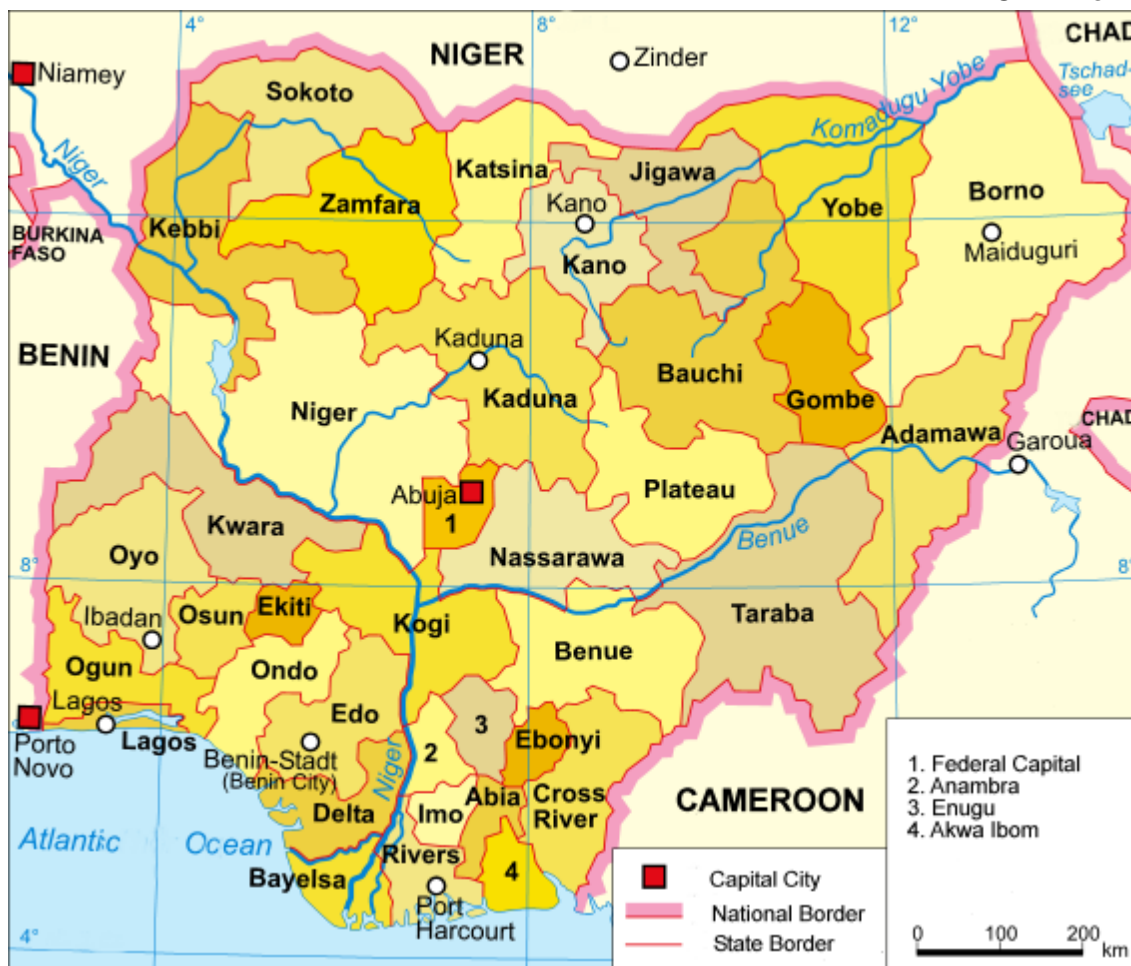 4°
8°
12°
NIGER
Zinder
CHAD
Niamey
Tschad-
see
Sokoto
Komadugu Yobe
Niger
Katsina
Jigawa
Zamfara
Kano
Yobe
Borno
Kebbi
BURKINA
FASO
Maiduguri
Kano
BENIN
Kaduna
Bauchi
Kaduna
Niger
Gombe
Adamawa
CHAD
Garoua
Abuja
Plateau
1
Kwara
Benue
Nassarawa
Oyo
8°
8°
Ekiti
Osun
Ibadan
Kogi
Taraba
Benue
Ogun
Ondo
Lagos
Edo
3
Ebonyi
Porto
Novo
Lagos
2
Benin-Stadt
(Benin City)
Niger
Abia
Cross
River
CAMEROON
Delta
Imo
Atlantic Ocean
Rivers
Bayelsa
4
Port
Harcourt
4°
1. Federal Capital
2. Anambra
3. Enugu
4. Akwa Ibom
Capital City
National Border
State Border
0 100 200
km